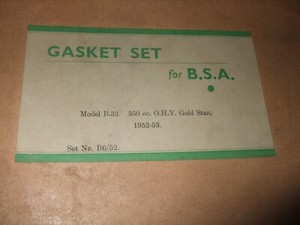 GASKET SET
for B.S.A.
Model B.32 350 cc. O.H.V. Gold Star,
1952-53.
Set No. B6/52.